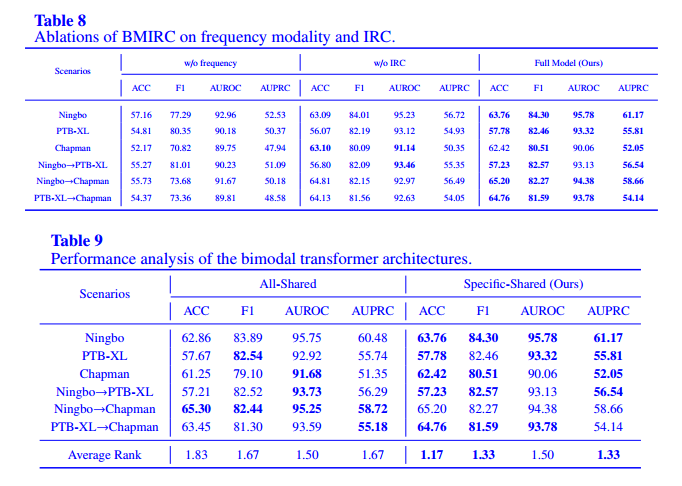 Table 8
Ablations of BMIRC on frequency modality and IRC.
Scenarios w/o frequency w/o IRC Full Model (Ours)
ACC F1 AUROC AUPRC ACC F1 AUROC AUPRC ACC F1 AUROC AUPRC
Ningbo 57.16 77.29 92.96 52.53 63.09 84.01 95.23 56.72 63.76 84.30 95.78 61.17
PTB-XL 54.81 80.35 90.18 50.37 56.07 82.19 93.12 54.93 57.78 82.46 93.32 55.81
Chapman 52.17 70.82 89.75 47.94 63.10 80.09 91.14 50.35 62.42 80.51 90.06 52.05
Ningbo→PTB-XL 55.27 81.01 90.23 51.09 56.80 82.09 93.46 55.35 57.23 82.57 93.13 56.54
Ningbo→Chapman 55.73 73.68 91.67 50.18 64.81 82.15 92.97 56.49 65.20 82.27 94.38 58.66
PTB-XL→Chapman 54.37 73.36 89.81 48.58 64.13 81.56 92.63 54.05 64.76 81.59 93.78 54.14
Table 9
Performance analysis of the bimodal transformer architectures.
Scenarios All-Shared Specific-Shared (Ours)
ACC F1 AUROC AUPRC ACC F1 AUROC AUPRC
Ningbo 62.86 83.89 95.75 60.48 63.76 84.30 95.78 61.17
PTB-XL 57.67 82.54 92.92 55.74 57.78 82.46 93.32 55.81
Chapman 61.25 79.10 91.68 51.35 62.42 80.51 90.06 52.05
Ningbo→PTB-XL 57.21 82.52 93.73 56.29 57.23 82.57 93.13 56.54
Ningbo→Chapman 65.30 82.44 95.25 58.72 65.20 82.27 94.38 58.66
PTB-XL→Chapman 63.45 81.30 93.59 55.18 64.76 81.59 93.78 54.14
Average Rank 1.83 1.67 1.50 1.67 1.17 1.33 1.50 1.33